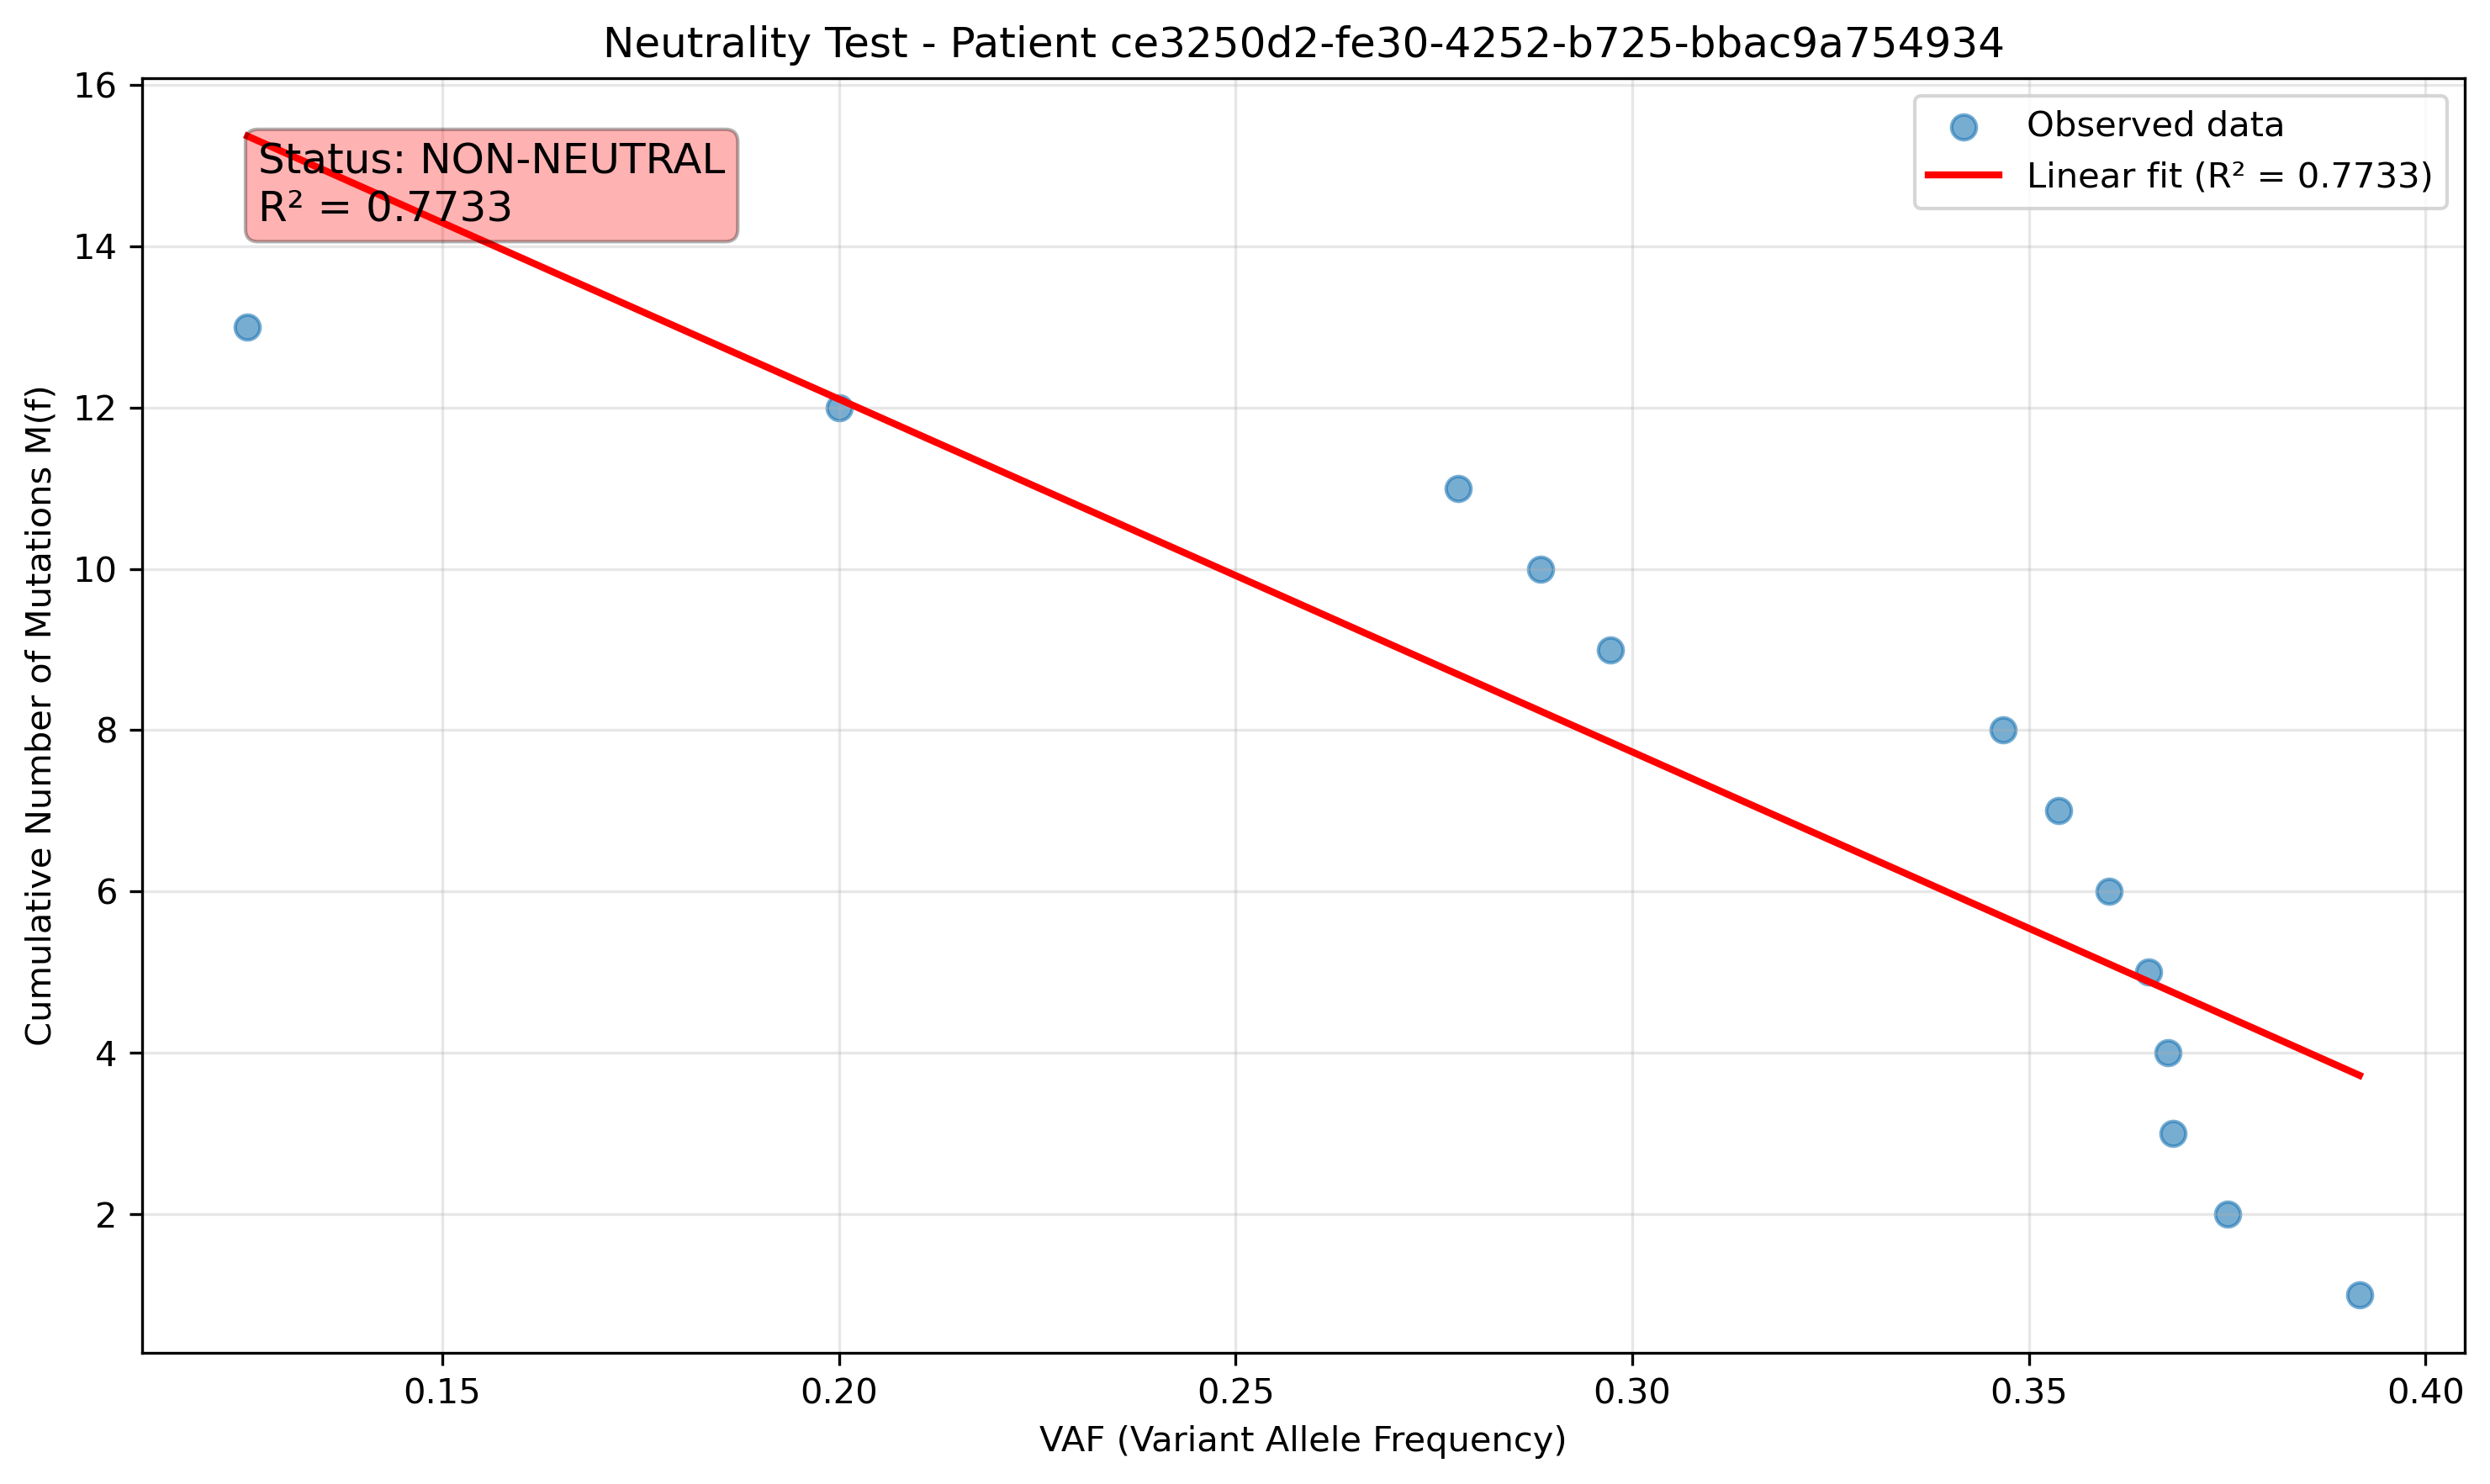 Neutrality Test - Patient ce3250d2-fe30-4252-b725-bbac9a754934
Status: NON-NEUTRAL
R² = 0.7733
Observed data
Linear fit (R² = 0.7733)
Cumulative Number of Mutations M(f)
16
14
12
10
8
6
4
2
0.15
0.20
0.25
0.30
0.35
0.40
VAF (Variant Allele Frequency)